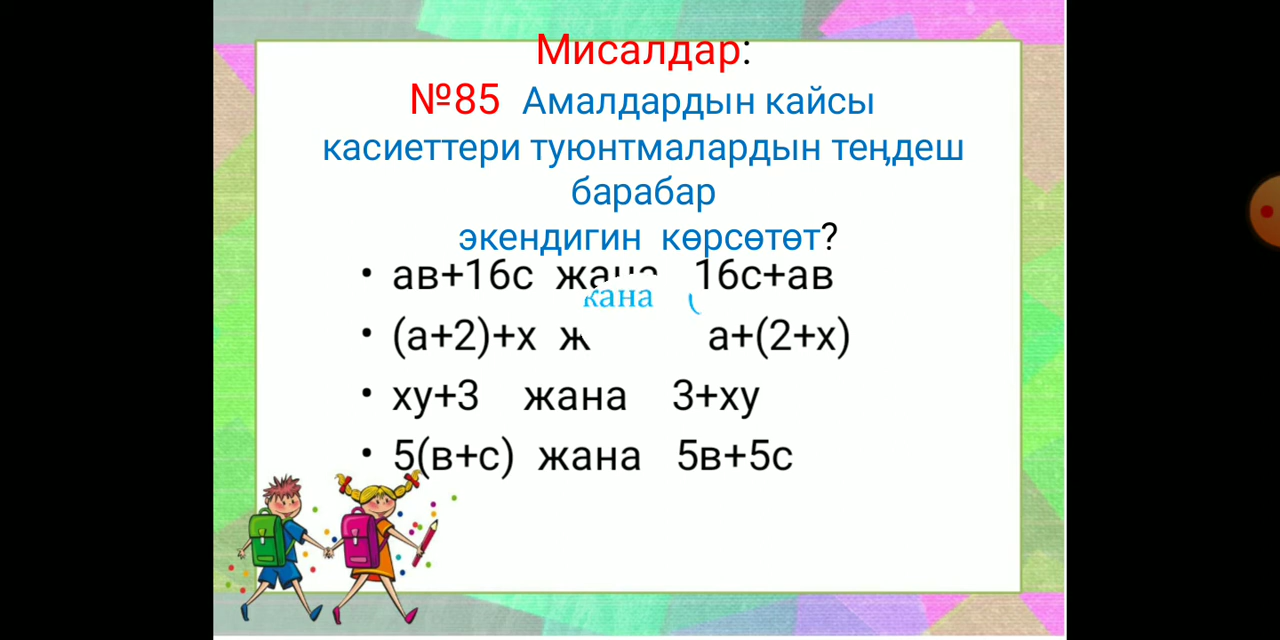 Мисалдар:
№85 Амалдардын кайсы
касиеттери туюнтмалардын теңдеш
барабар
экендигин көрсөтөт?
• ав+16с жана 16с+ав
кана (
• (а+2)+х ж а+(2+х)
• ху+3 жана 3+ху
• 5(в+с) жана 5в+5с